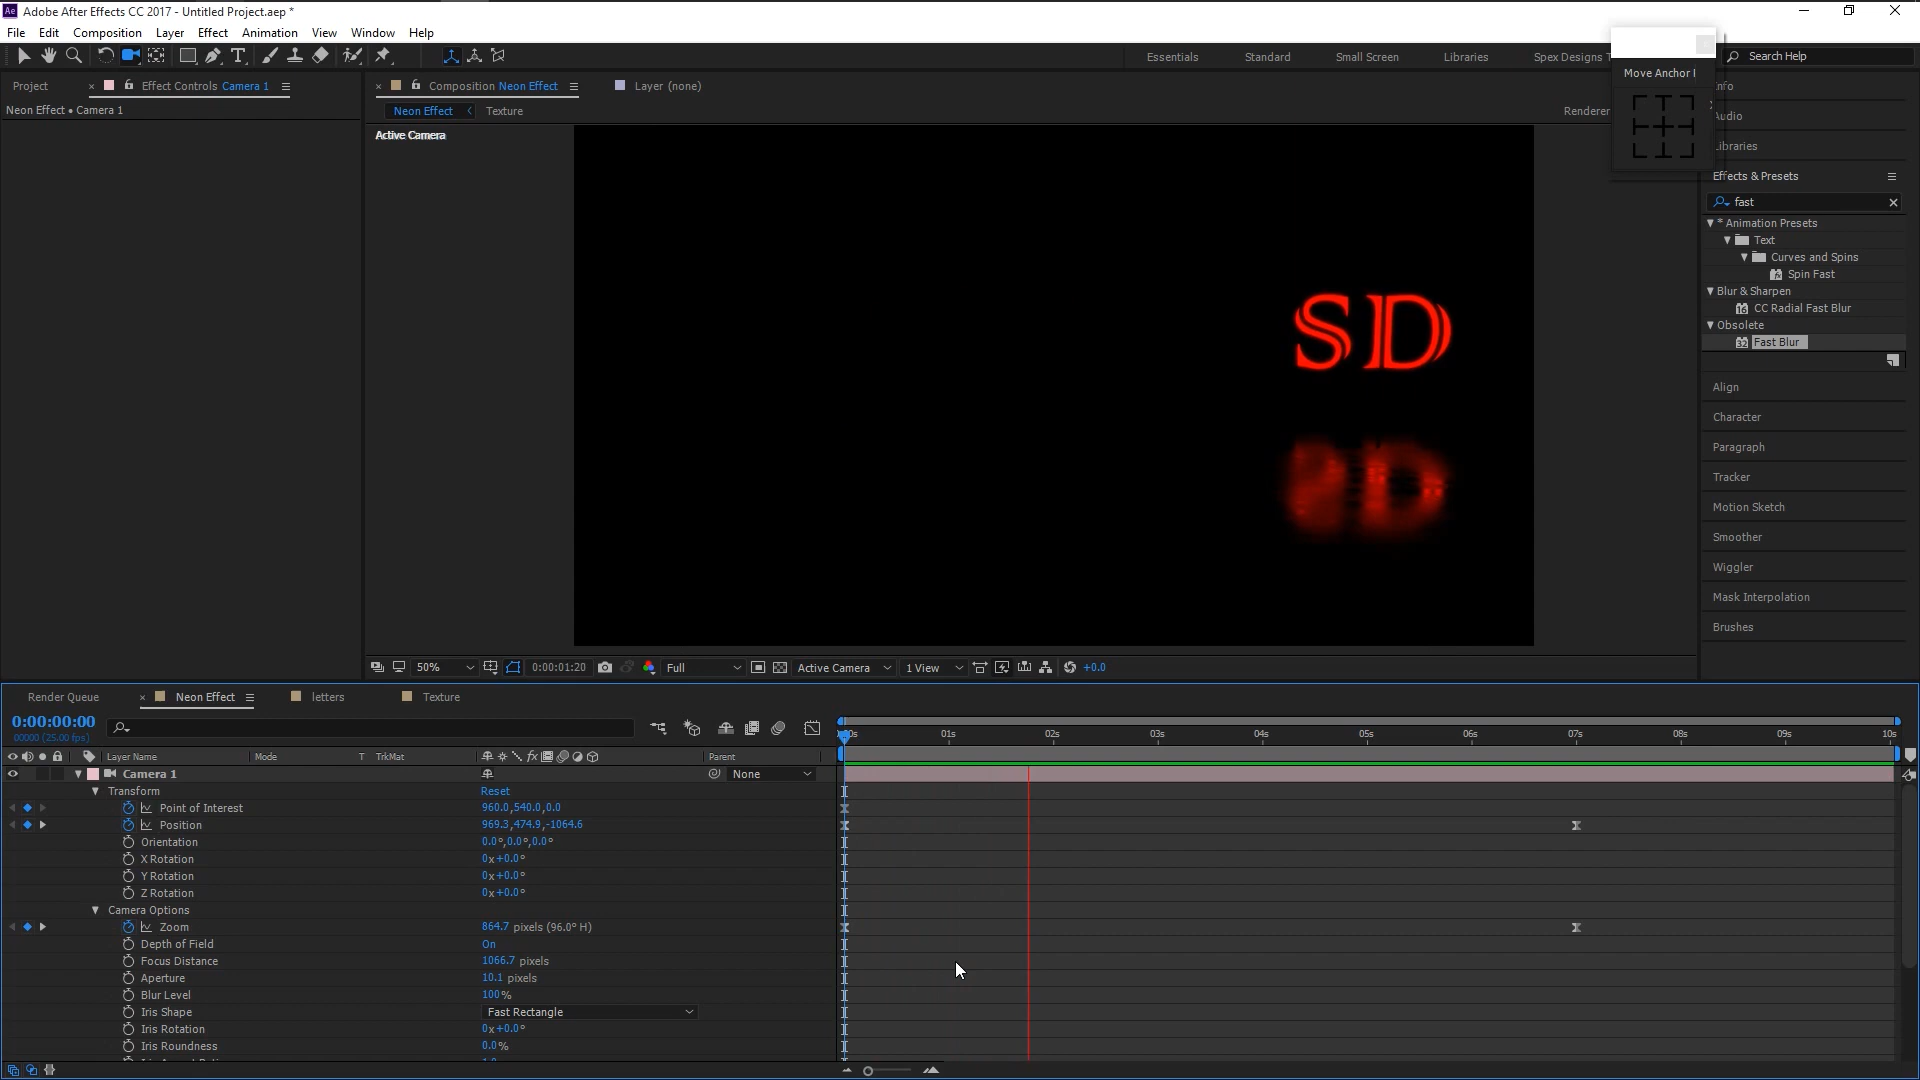 Ae Adobe After Effects CC 2017 - Untitled Project.aep *
File Edit Composition Layer Effect Animation View Window Help
Essentials Standard Small Screen Libraries Spex Designs Search Help
Move Anchor
Project Effect Controls Camera 1 Composition Neon Effect Layer (none)
Info
Neon Effect • Camera 1
Neon Effect Texture Renderer
Audio
Active Camera
Libraries
Effects & Presets
fast
* Animation Presets
Text
Curves and Spins
Spin Fast
Blur & Sharpen
CC Radial Fast Blur
Obsolete
Fast Blur
SD
Align
Character
Paragraph
Tracker
Motion Sketch
Smoother
Wiggler
Mask Interpolation
Brushes
50% 0:00:01:20 Full Active Camera 1 View +0.0
Render Queue Neon Effect letters Texture
0:00:00:00
00000 (25.00 fps)
00s 01s 02s 03s 04s 05s 06s 07s 08s 09s 10s
Layer Name Mode T TrkMat Parent
Camera 1 None
Transform Reset
Point of Interest 960.0,540.0,0.0
Position 969.3,474.9,-1064.6
Orientation 0.0°,0.0°,0.0°
X Rotation 0x+0.0°
Y Rotation 0x+0.0°
Z Rotation 0x+0.0°
Camera Options
Zoom 864.7 pixels (96.0° H)
Depth of Field On
Focus Distance 1066.7 pixels
Aperture 10.1 pixels
Blur Level 100%
Iris Shape Fast Rectangle
Iris Rotation 0x+0.0°
Iris Roundness 0.0%